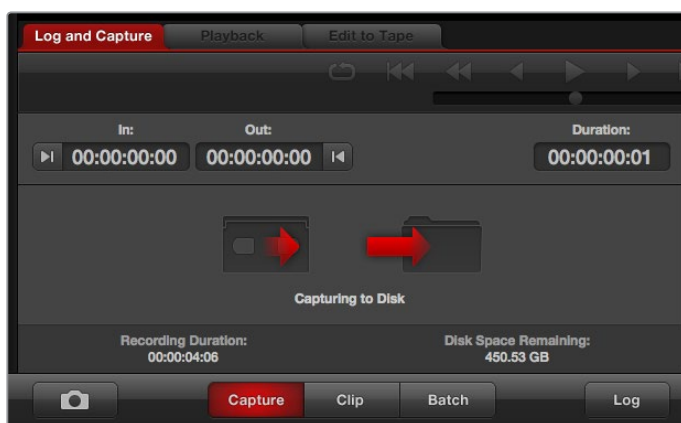 Log and Capture Playback Edit to Tape
In: Out: Duration:
00:00:00:00 00:00:00:00 00:00:00:01
Capturing to Disk
Recording Duration: Disk Space Remaining:
00:00:04:06 450.53 GB
Capture Clip Batch Log